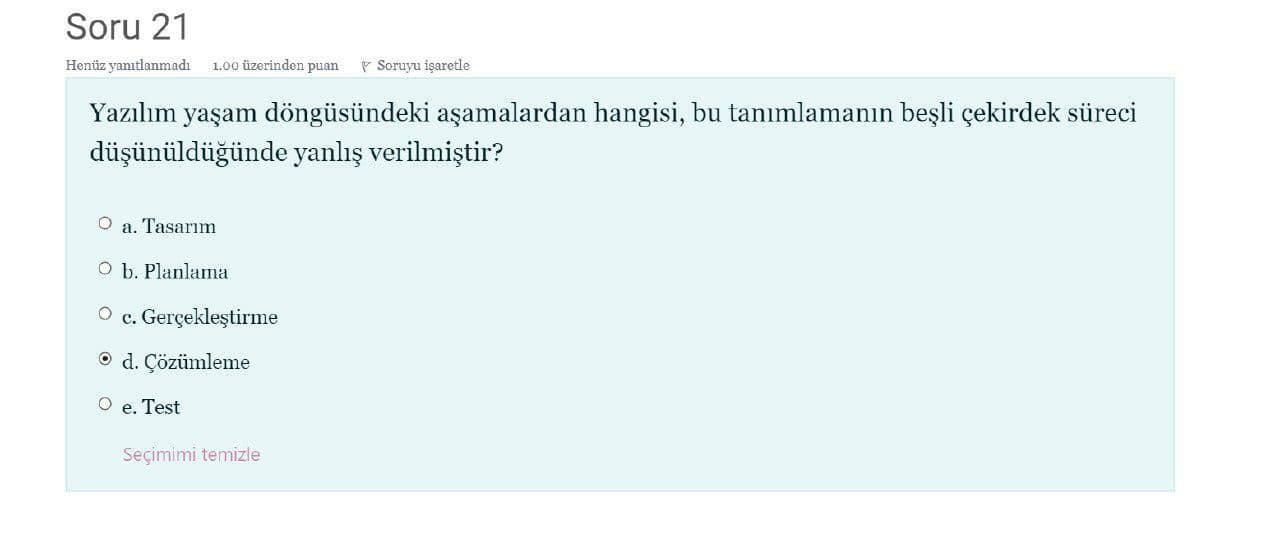 Soru 21
Henüz yanıtlanmadı 1.00 üzerinden puan Soruyu işaretle
Yazılım yaşam döngüsündeki aşamalardan hangisi, bu tanımlamanın beşli çekirdek süreci
düşünüldüğünde yanlış verilmiştir?
a. Tasarım
b. Planlama
c. Gerçekleştirme
d. Çözümleme
e. Test
Seçimimi temizle